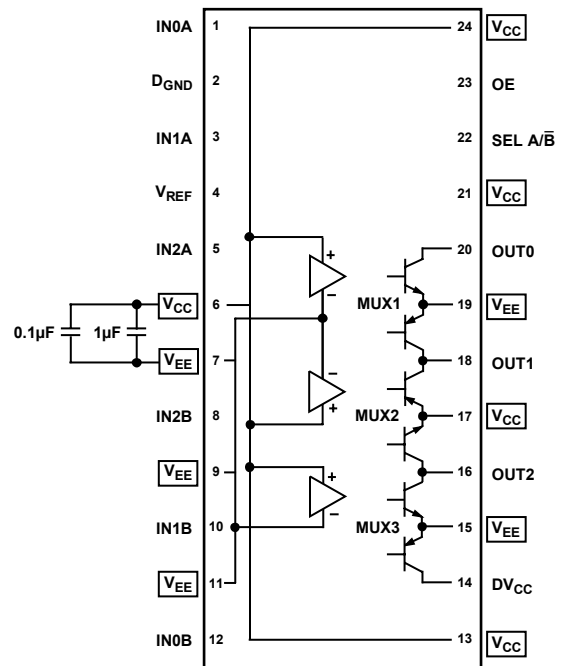 IN0A 1 24 VCC
DGND 2 23 OE
IN1A 3 22 SEL A/B̅
VREF 4 21 VCC
IN2A 5 20 OUT0
+
−
MUX1
0.1µF 1µF VCC 6 19 VEE
VEE 7 18 OUT1
−
+
MUX2
IN2B 8 17 VCC
VEE 9 16 OUT2
+
−
MUX3
IN1B 10 15 VEE
VEE 11 14 DVCC
IN0B 12 13 VCC